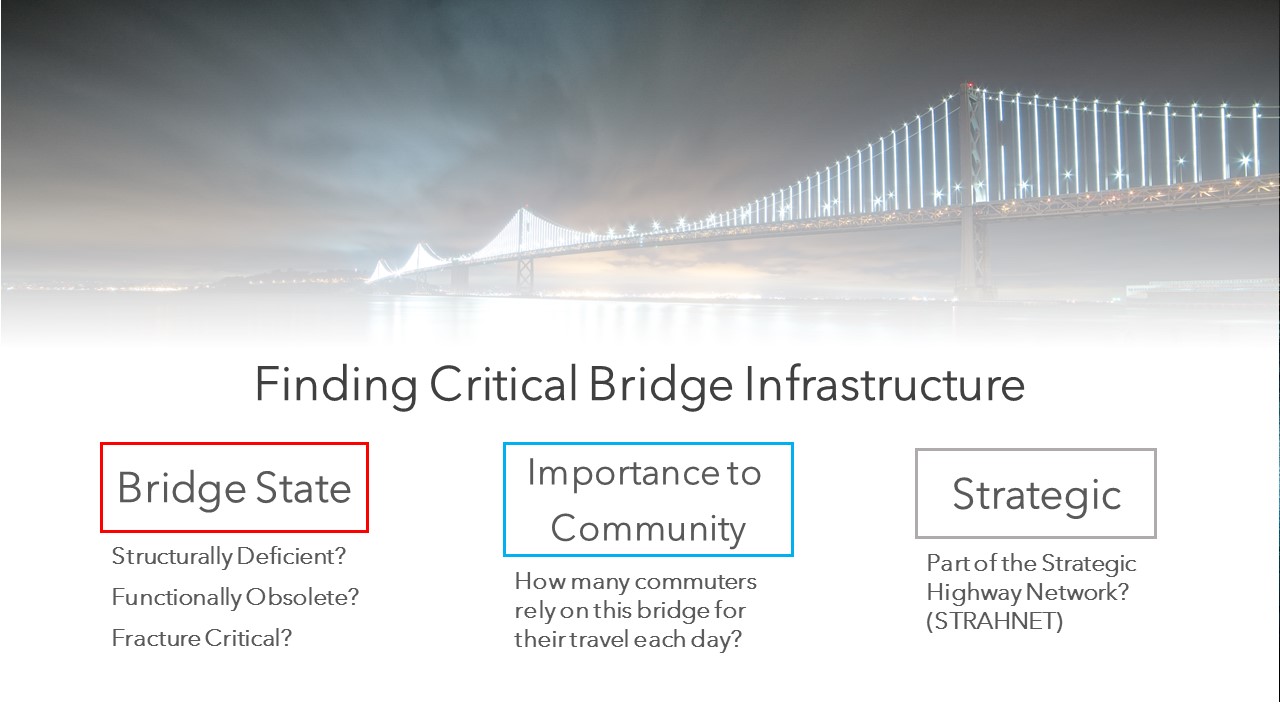 Finding Critical Bridge Infrastructure
Bridge State
Structurally Deficient?
Functionally Obsolete?
Fracture Critical?
Importance to
Community
How many commuters
rely on this bridge for
their travel each day?
Strategic
Part of the Strategic
Highway Network?
(STRAHNET)